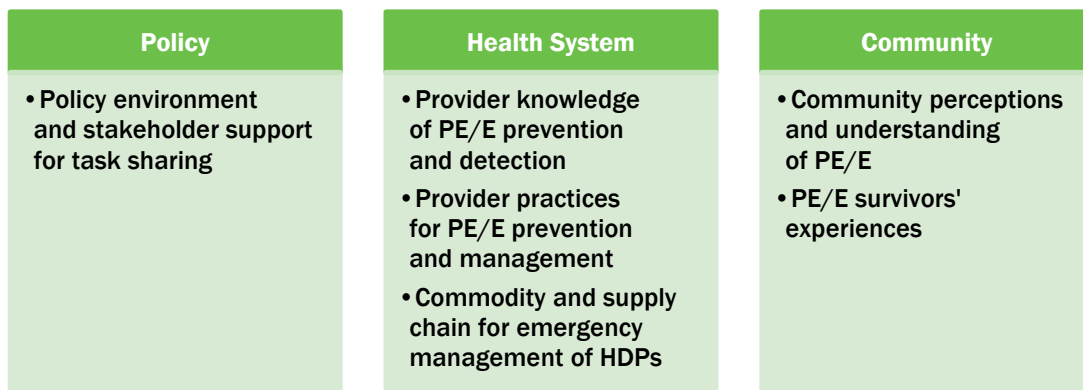 Policy
• Policy environment
and stakeholder support
for task sharing
Health System
• Provider knowledge
of PE/E prevention
and detection
• Provider practices
for PE/E prevention
and management
• Commodity and supply
chain for emergency
management of HDPs
Community
• Community perceptions
and understanding
of PE/E
• PE/E survivors'
experiences